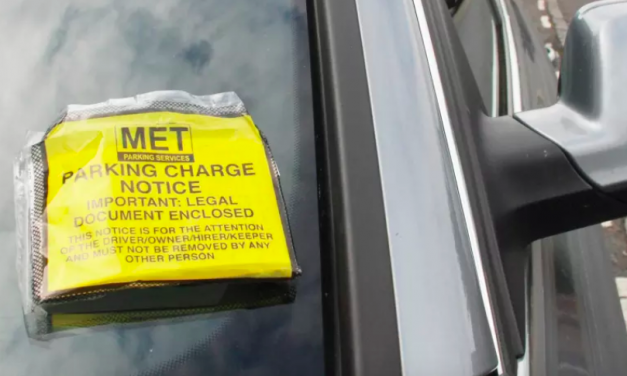 MET
PARKING SERVICES
PARKING CHARGE
NOTICE
IMPORTANT: LEGAL
DOCUMENT ENCLOSED
THIS NOTICE IS FOR THE ATTENTION
OF THE DRIVER/OWNER/HIRER/KEEPER
AND MUST NOT BE REMOVED BY ANY
OTHER PERSON